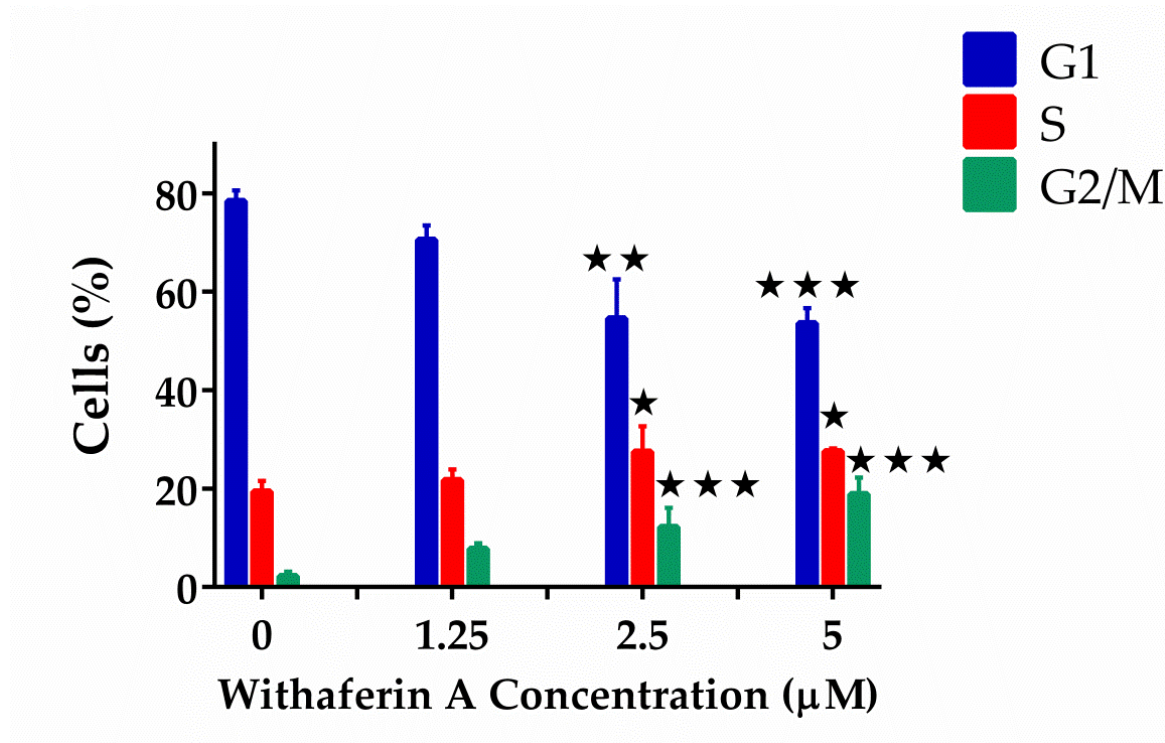 G1
S
G2/M
Cells (%)
80
60
40
20
0
★ ★
★
★ ★ ★
★ ★ ★
★
★ ★ ★
0 1.25 2.5 5
Withaferin A Concentration (μM)